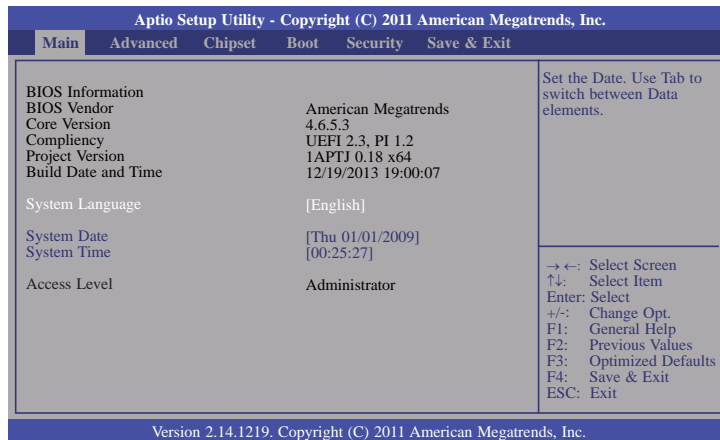 Aptio Setup Utility - Copyright (C) 2011 American Megatrends, Inc.
Main Advanced Chipset Boot Security Save & Exit
BIOS Information
BIOS Vendor American Megatrends
Core Version 4.6.5.3
Compliency UEFI 2.3, PI 1.2
Project Version 1APTJ 0.18 x64
Build Date and Time 12/19/2013 19:00:07
System Language [English]
System Date [Thu 01/01/2009]
System Time [00:25:27]
Access Level Administrator
Set the Date. Use Tab to
switch between Data
elements.
→←: Select Screen
↑↓: Select Item
Enter: Select
+/-: Change Opt.
F1: General Help
F2: Previous Values
F3: Optimized Defaults
F4: Save & Exit
ESC: Exit
Version 2.14.1219. Copyright (C) 2011 American Megatrends, Inc.